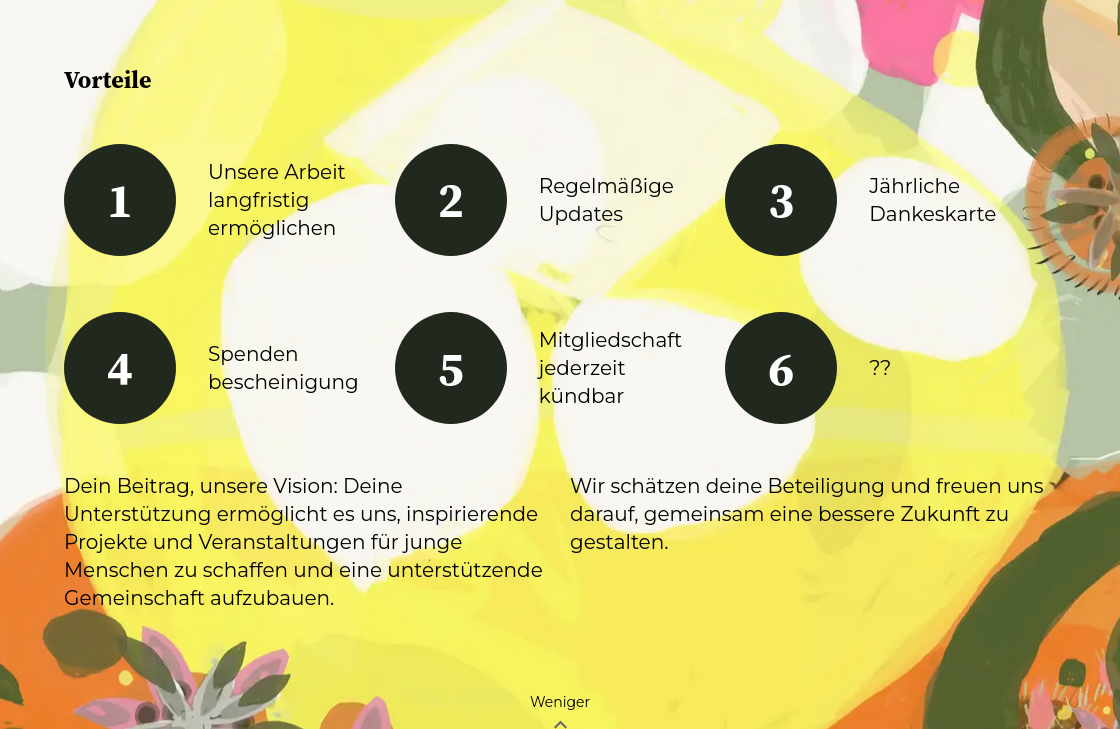 Vorteile
1
Unsere Arbeit
langfristig
ermöglichen
2
Regelmäßige
Updates
3
Jährliche
Dankeskarte
4
Spenden
bescheinigung
5
Mitgliedschaft
jederzeit
kündbar
6
??
Dein Beitrag, unsere Vision: Deine
Unterstützung ermöglicht es uns, inspirierende
Projekte und Veranstaltungen für junge
Menschen zu schaffen und eine unterstützende
Gemeinschaft aufzubauen.
Wir schätzen deine Beteiligung und freuen uns
darauf, gemeinsam eine bessere Zukunft zu
gestalten.
Weniger